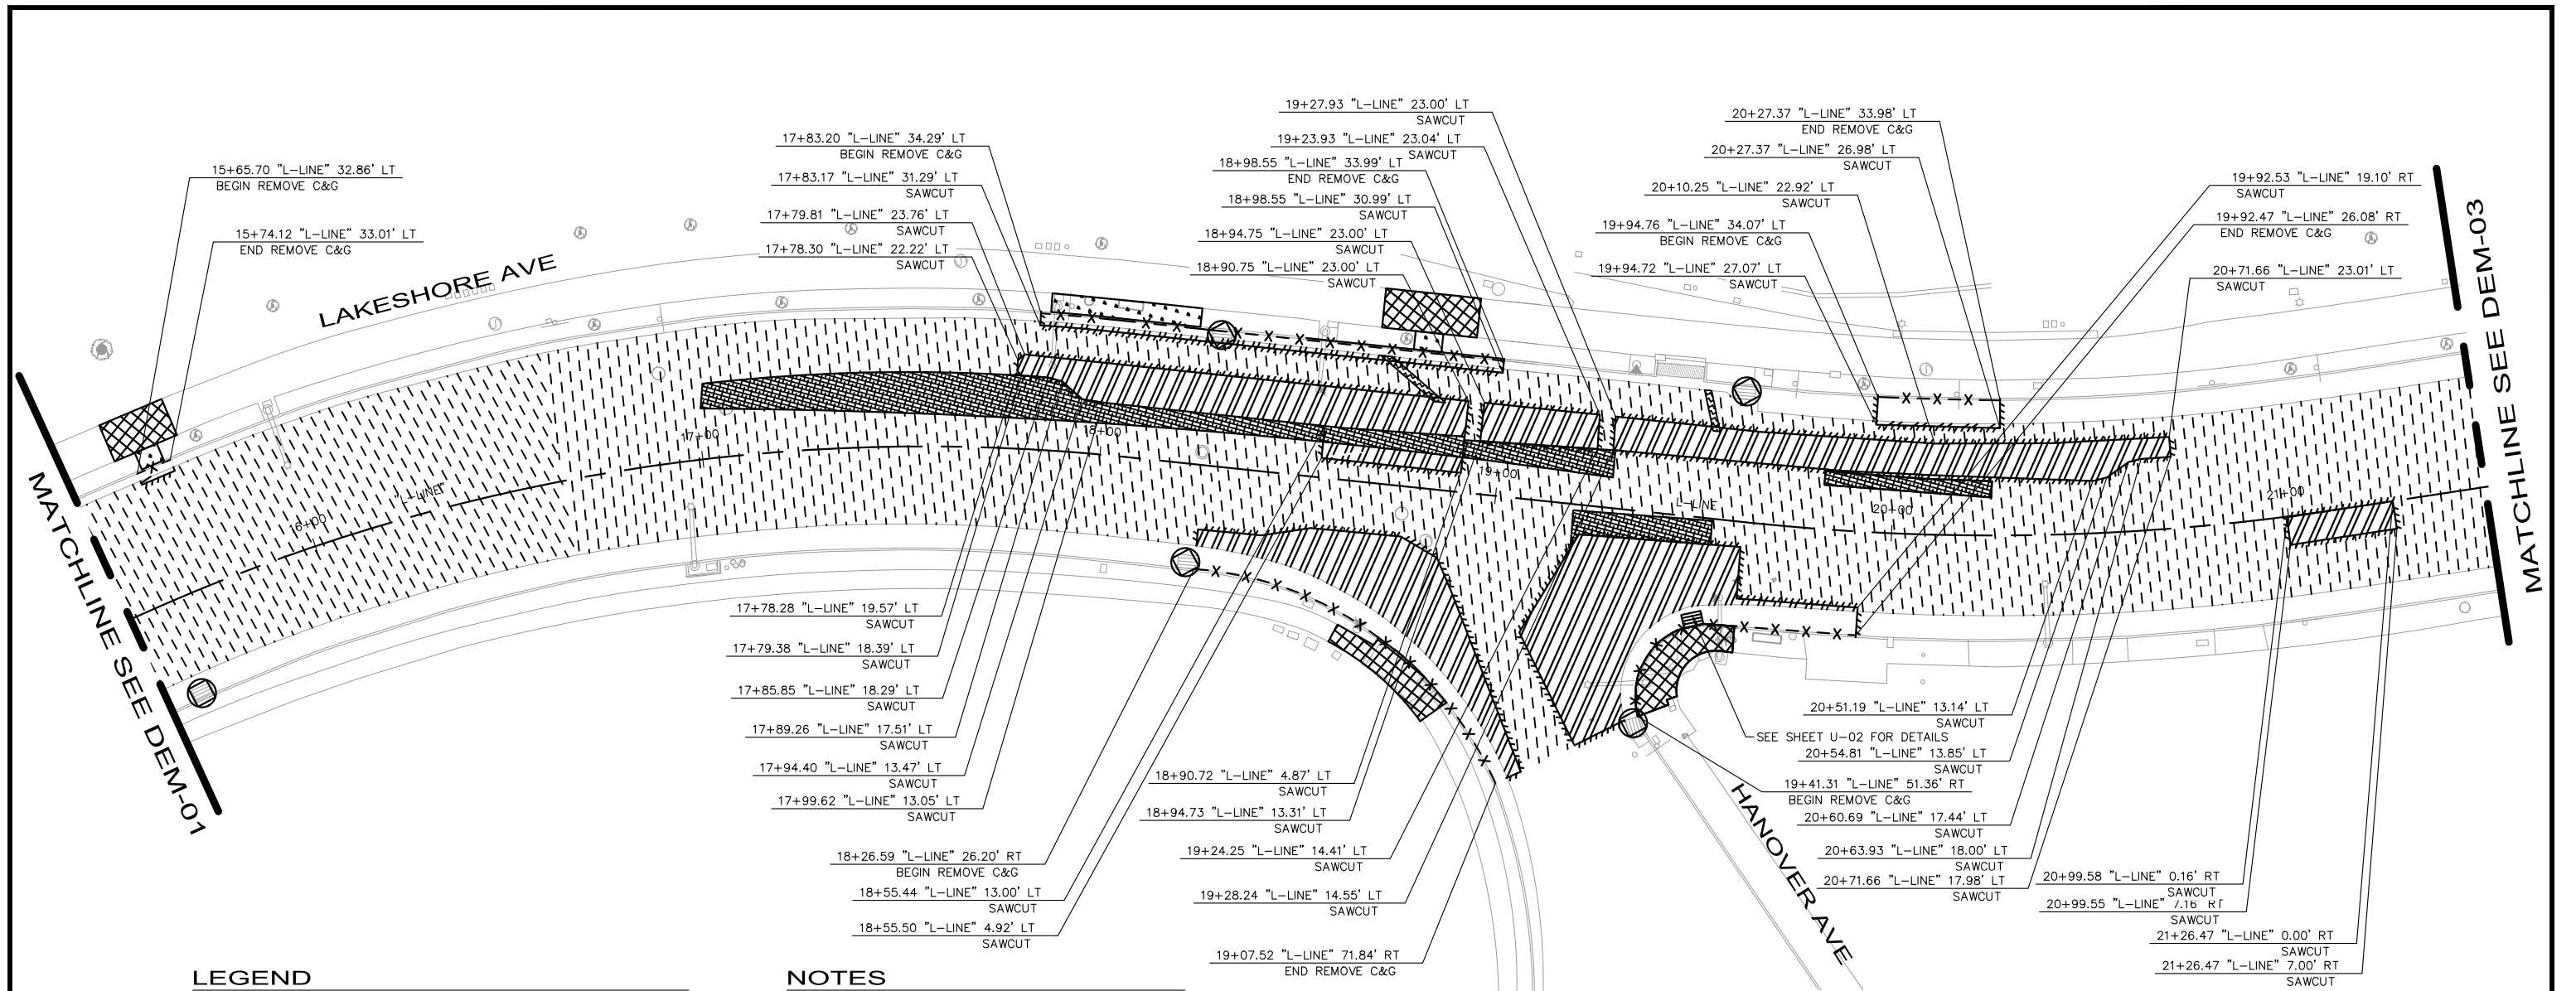 19+27.93 "L-LINE" 23.00' LT
SAWCUT
19+23.93 "L-LINE" 23.04' LT
SAWCUT
18+98.55 "L-LINE" 33.99' LT
END REMOVE C&G
18+98.55 "L-LINE" 30.99' LT
SAWCUT
18+94.75 "L-LINE" 23.00' LT
SAWCUT
18+90.75 "L-LINE" 23.00' LT
SAWCUT
20+27.37 "L-LINE" 33.98' LT
END REMOVE C&G
20+27.37 "L-LINE" 26.98' LT
SAWCUT
20+10.25 "L-LINE" 22.92' LT
SAWCUT
19+94.76 "L-LINE" 34.07' LT
BEGIN REMOVE C&G
19+94.72 "L-LINE" 27.07' LT
SAWCUT
17+83.20 "L-LINE" 34.29' LT
BEGIN REMOVE C&G
17+83.17 "L-LINE" 31.29' LT
SAWCUT
17+79.81 "L-LINE" 23.76' LT
SAWCUT
17+78.30 "L-LINE" 22.22' LT
SAWCUT
15+65.70 "L-LINE" 32.86' LT
BEGIN REMOVE C&G
15+74.12 "L-LINE" 33.01' LT
END REMOVE C&G
19+92.53 "L-LINE" 19.10' RT
SAWCUT
19+92.47 "L-LINE" 26.08' RT
END REMOVE C&G
20+71.66 "L-LINE" 23.01' LT
SAWCUT
LAKESHORE AVE
MATCHLINE SEE DEM-01
MATCHLINE SEE DEM-03
16+00
"L-LINE"
17+00
18+00
19+00
L-LINE
20+00
21+00
17+78.28 "L-LINE" 19.57' LT
SAWCUT
17+79.38 "L-LINE" 18.39' LT
SAWCUT
17+85.85 "L-LINE" 18.29' LT
SAWCUT
17+89.26 "L-LINE" 17.51' LT
SAWCUT
17+94.40 "L-LINE" 13.47' LT
SAWCUT
17+99.62 "L-LINE" 13.05' LT
SAWCUT
18+26.59 "L-LINE" 26.20' RT
BEGIN REMOVE C&G
18+55.44 "L-LINE" 13.00' LT
SAWCUT
18+55.50 "L-LINE" 4.92' LT
SAWCUT
18+90.72 "L-LINE" 4.87' LT
SAWCUT
18+94.73 "L-LINE" 13.31' LT
SAWCUT
19+24.25 "L-LINE" 14.41' LT
SAWCUT
19+28.24 "L-LINE" 14.55' LT
SAWCUT
19+07.52 "L-LINE" 71.84' RT
END REMOVE C&G
20+51.19 "L-LINE" 13.14' LT
SAWCUT
SEE SHEET U-02 FOR DETAILS
20+54.81 "L-LINE" 13.85' LT
SAWCUT
19+41.31 "L-LINE" 51.36' RT
BEGIN REMOVE C&G
20+60.69 "L-LINE" 17.44' LT
SAWCUT
20+63.93 "L-LINE" 18.00' LT
SAWCUT
20+71.66 "L-LINE" 17.98' LT
SAWCUT
HANOVER AVE
20+99.58 "L-LINE" 0.16' RT
SAWCUT
20+99.55 "L-LINE" 7.16' RT
SAWCUT
21+26.47 "L-LINE" 0.00' RT
SAWCUT
21+26.47 "L-LINE" 7.00' RT
SAWCUT
LEGEND
NOTES